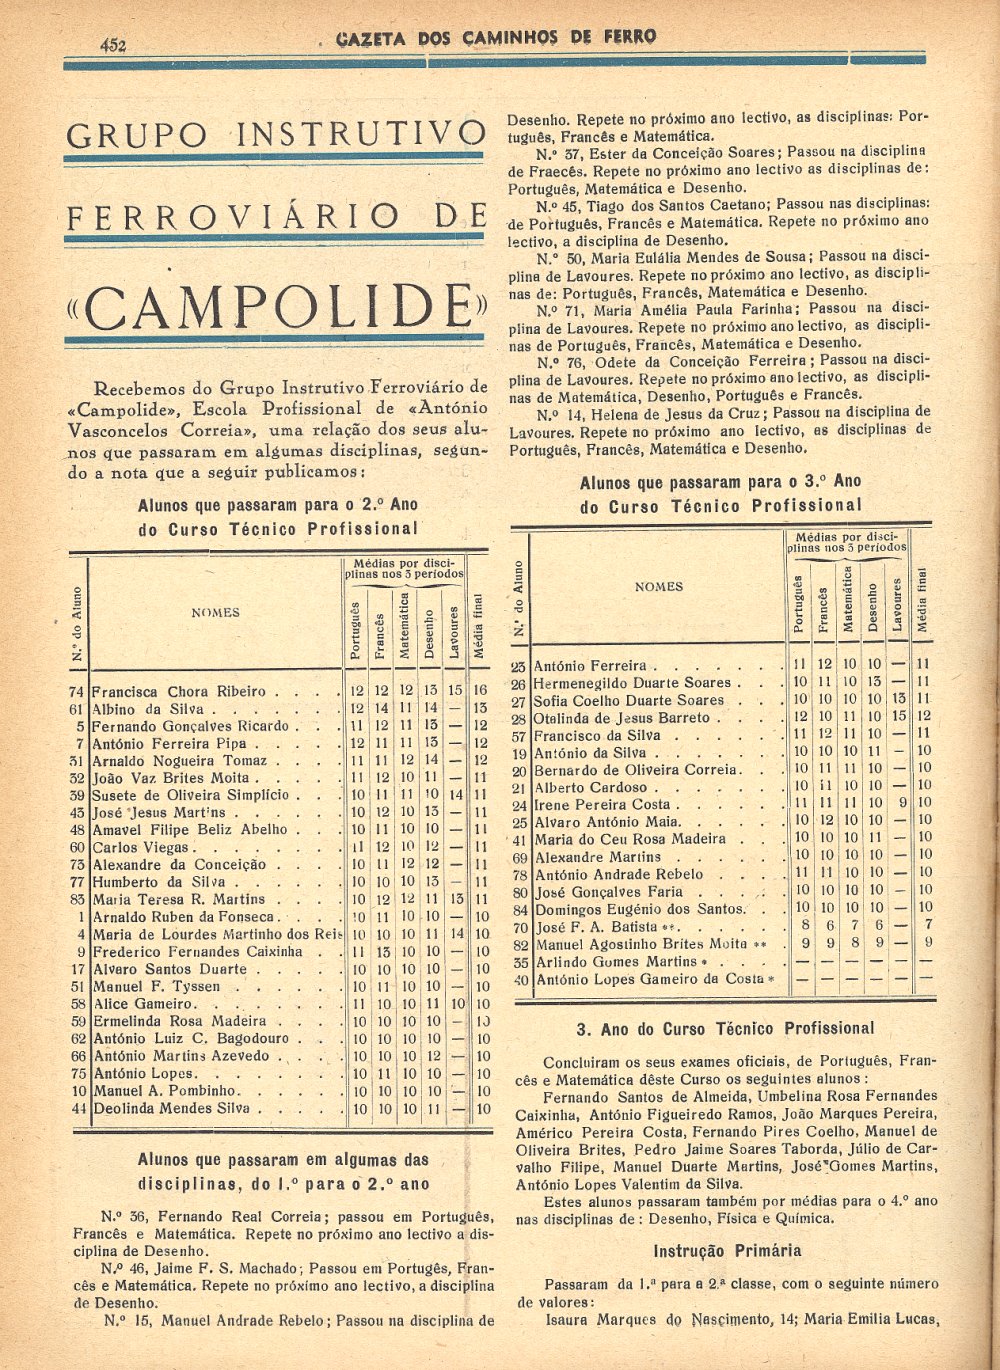 452
GAZETA DOS CAMINHOS DE FERRO
GRUPO INSTRUTIVO
FERROVIÁRIO DE
«CAMPOLIDE»
Recebemos do Grupo Instrutivo Ferroviário de
«Campolide», Escola Profissional de «António
Vasconcelos Correia», uma relação dos seus alu-
nos que passaram em algumas disciplinas, segun-
do a nota que a seguir publicamos:
Alunos que passaram para o 2.º Ano
do Curso Técnico Profissional
N.º do Aluno
NOMES
Médias por disci-
plinas nos 3 períodos
Português
Francês
Matemática
Desenho
Lavoures
Média final
74 Francisca Chora Ribeiro . . . . 12 12 12 13 15 16
61 Albino da Silva . . . . . . . 12 14 11 14 — 13
5 Fernando Gonçalves Ricardo . . . 11 12 11 13 — 12
7 António Ferreira Pipa . . . . . 12 11 11 13 — 12
31 Arnaldo Nogueira Tomaz . . . . 11 11 12 14 — 12
32 João Vaz Brites Moita . . . . . 11 12 10 11 — 11
39 Susete de Oliveira Simplício . . . 10 11 11 10 14 11
43 José Jesus Martins . . . . . . 10 12 10 13 — 11
48 Amavel Filipe Beliz Abelho . . . 10 11 10 10 — 11
60 Carlos Viegas . . . . . . . . 11 12 10 12 — 11
73 Alexandre da Conceição . . . . 10 11 12 12 — 11
77 Humberto da Silva . . . . . . 10 10 10 13 — 11
83 Maria Teresa R. Martins . . . . 10 12 12 11 13 11
1 Arnaldo Ruben da Fonseca . . . . 10 11 10 10 — 10
4 Maria de Lourdes Martinho dos Reis 10 10 10 11 14 10
9 Frederico Fernandes Caixinha . . 11 13 10 10 — 10
17 Alvaro Santos Duarte . . . . . 10 10 10 10 — 10
51 Manuel F. Tyssen . . . . . . 10 11 10 10 — 10
58 Alice Gameiro . . . . . . . . 11 10 10 11 10 10
59 Ermelinda Rosa Madeira . . . . 10 10 10 10 — 10
62 António Luiz C. Bagodouro . . . 10 10 10 10 — 10
66 António Martins Azevedo . . . . 10 10 10 12 — 10
75 António Lopes . . . . . . . . 10 11 10 10 — 10
10 Manuel A. Pombinho . . . . . . 10 10 10 10 — 10
44 Deolinda Mendes Silva . . . . . 10 10 10 11 — 10
Alunos que passaram em algumas das
disciplinas, do 1.º para o 2.º ano
N.º 36, Fernando Real Correia; passou em Português,
Francês e Matemática. Repete no próximo ano lectivo a dis-
ciplina de Desenho.
N.º 46, Jaime F. S. Machado; Passou em Portugês, Fran-
cês e Matemática. Repete no próximo ano lectivo, a disciplina
de Desenho.
N.º 15, Manuel Andrade Rebelo; Passou na disciplina de
Desenho. Repete no próximo ano lectivo, as disciplinas: Por-
tuguês, Francês e Matemática.
N.º 37, Ester da Conceição Soares; Passou na disciplina
de Fraecês. Repete no próximo ano lectivo as disciplinas de:
Português, Matemática e Desenho.
N.º 45, Tiago dos Santos Caetano; Passou nas disciplinas:
de Português, Francês e Matemática. Repete no próximo ano
lectivo, a disciplina de Desenho.
N.º 50, Maria Eulália Mendes de Sousa; Passou na disci-
plina de Lavoures. Repete no próximo ano lectivo, as discipli-
nas de: Português, Francês, Matemática e Desenho.
N.º 71, Maria Amélia Paula Farinha; Passou na disci-
plina de Lavoures. Repete no próximo ano lectivo, as discipli-
nas de Português, Francês, Matemática e Desenho.
N.º 76, Odete da Conceição Ferreira; Passou na disci-
plina de Lavoures. Repete no próximo ano lectivo, as discipli-
nas de Matemática, Desenho, Português e Francês.
N.º 14, Helena de Jesus da Cruz; Passou na disciplina de
Lavoures. Repete no próximo ano lectivo, as disciplinas de
Português, Francês, Matemática e Desenho.
Alunos que passaram para o 3.º Ano
do Curso Técnico Profissional
N.º do Aluno
NOMES
Médias por disci-
plinas nos 3 períodos
Português
Francês
Matemática
Desenho
Lavoures
Média final
23 António Ferreira . . . . . . . 11 12 10 10 — 11
26 Hermenegildo Duarte Soares . . . 10 11 10 13 — 11
27 Sofia Coelho Duarte Soares . . . 10 10 10 10 13 11
28 Otelinda de Jesus Barreto . . . . 12 10 11 10 15 12
57 Francisco da Silva . . . . . . 11 12 11 10 — 11
19 António da Silva . . . . . . . 10 10 10 11 — 10
20 Bernardo de Oliveira Correia . . . 10 11 11 10 — 10
21 Alberto Cardoso . . . . . . . 10 11 10 10 — 10
24 Irene Pereira Costa . . . . . . 11 11 11 10 9 10
25 Alvaro António Maia . . . . . . 10 12 10 10 — 10
41 Maria do Ceu Rosa Madeira . . . 10 10 10 11 — 10
69 Alexandre Martins . . . . . . 10 10 10 10 — 10
78 António Andrade Rebelo . . . . 11 11 10 10 — 10
80 José Gonçalves Faria . . . . . 10 10 10 10 — 10
84 Domingos Eugénio dos Santos . . . 10 10 10 10 — 10
70 José F. A. Batista ** . . . . . 8 6 7 6 — 7
82 Manuel Agostinho Brites Moita ** . 9 9 8 9 — 9
35 Arlindo Gomes Martins * . . . . — — — — — —
40 António Lopes Gameiro da Costa * — — — — — —
3. Ano do Curso Técnico Profissional
Concluiram os seus exames oficiais, de Português, Fran-
cês e Matemática dêste Curso os seguintes alunos:
Fernando Santos de Almeida, Umbelina Rosa Fernandes
Caixinha, António Figueiredo Ramos, João Marques Pereira,
Américo Pereira Costa, Fernando Pires Coelho, Manuel de
Oliveira Brites, Pedro Jaime Soares Taborda, Júlio de Car-
valho Filipe, Manuel Duarte Martins, José Gomes Martins,
António Lopes Valentim da Silva.
Estes alunos passaram também por médias para o 4.º ano
nas disciplinas de: Desenho, Física e Química.
Instrução Primária
Passaram da 1.ª para a 2.ª classe, com o seguinte número
de valores:
Isaura Marques do Nascimento, 14; Maria Emilia Lucas,